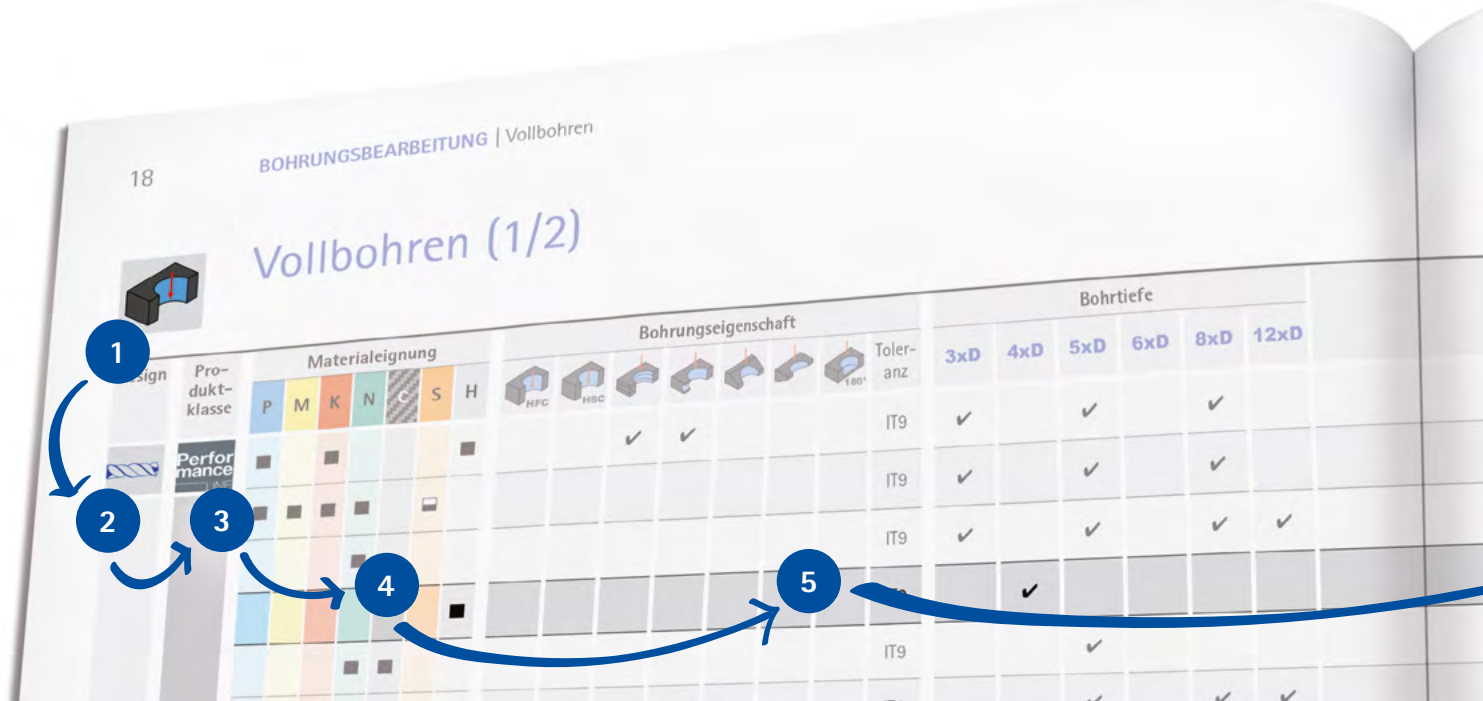 18
BOHRUNGSBEARBEITUNG | Vollbohren
Vollbohren (1/2)
1
Pro-
dukt-
klasse
Materialeignung
P M K N C S H
Bohrungseigenschaft
HFC HSC 180°
Toler-
anz
Bohrtiefe
3xD 4xD 5xD 6xD 8xD 12xD
IT9 ✔ ✔ ✔
Perfor
mance
LINE
✔ ✔
IT9 ✔ ✔ ✔
2
3
IT9 ✔ ✔ ✔ ✔
4
5
✔
IT9 ✔
✔ ✔ ✔